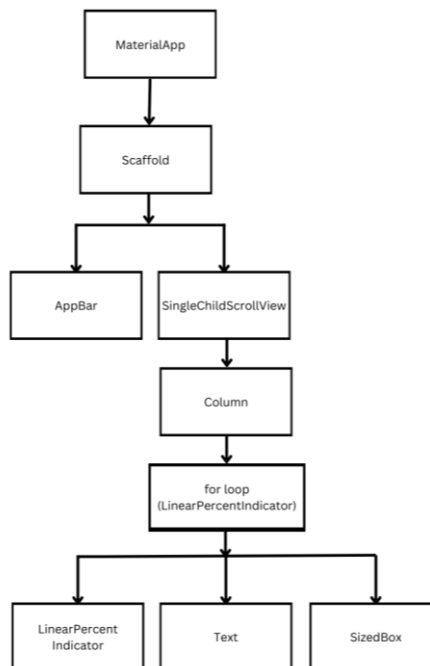 MaterialApp
Scaffold
AppBar
SingleChildScrollView
Column
for loop
(LinearPercentIndicator)
LinearPercent
Indicator
Text
SizedBox